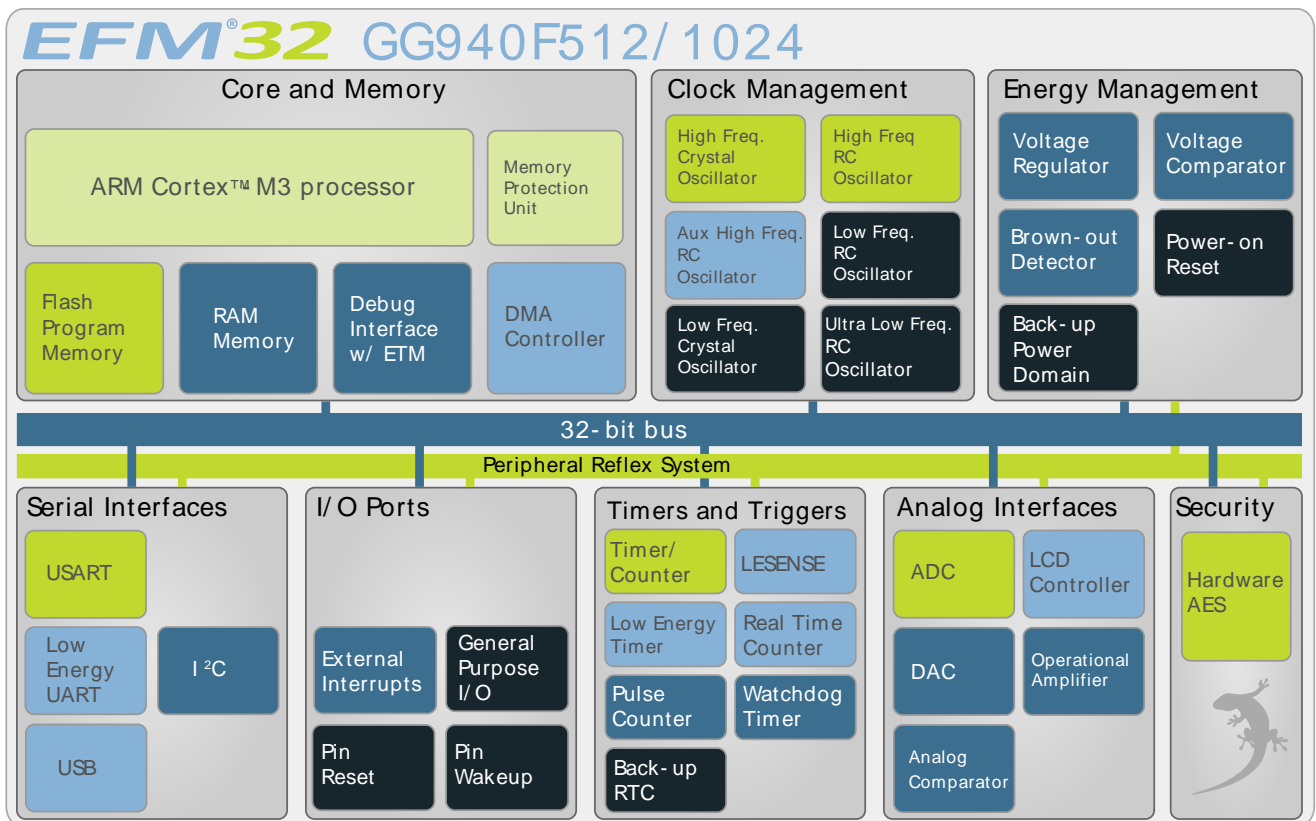 EFM®32 GG940F512/1024
Core and Memory
ARM Cortex™ M3 processor
Memory
Protection
Unit
Flash
Program
Memory
RAM
Memory
Debug
Interface
w/ ETM
DMA
Controller
Clock Management
High Freq.
Crystal
Oscillator
High Freq
RC
Oscillator
Aux High Freq.
RC
Oscillator
Low Freq.
RC
Oscillator
Low Freq.
Crystal
Oscillator
Ultra Low Freq.
RC
Oscillator
Energy Management
Voltage
Regulator
Voltage
Comparator
Brown-out
Detector
Power-on
Reset
Back-up
Power
Domain
32-bit bus
Peripheral Reflex System
Serial Interfaces
USART
Low
Energy
UART
I²C
USB
I/O Ports
External
Interrupts
General
Purpose
I/O
Pin
Reset
Pin
Wakeup
Timers and Triggers
Timer/
Counter
LESENSE
Low Energy
Timer
Real Time
Counter
Pulse
Counter
Watchdog
Timer
Back-up
RTC
Analog Interfaces
ADC
LCD
Controller
DAC
Operational
Amplifier
Analog
Comparator
Security
Hardware
AES